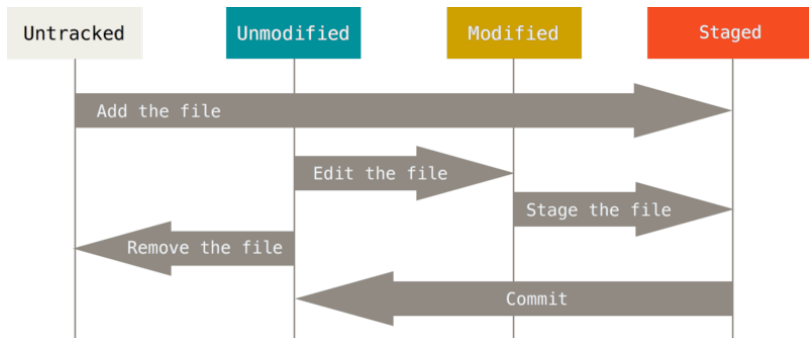 Untracked
Unmodified
Modified
Staged
Add the file
Edit the file
Stage the file
Remove the file
Commit